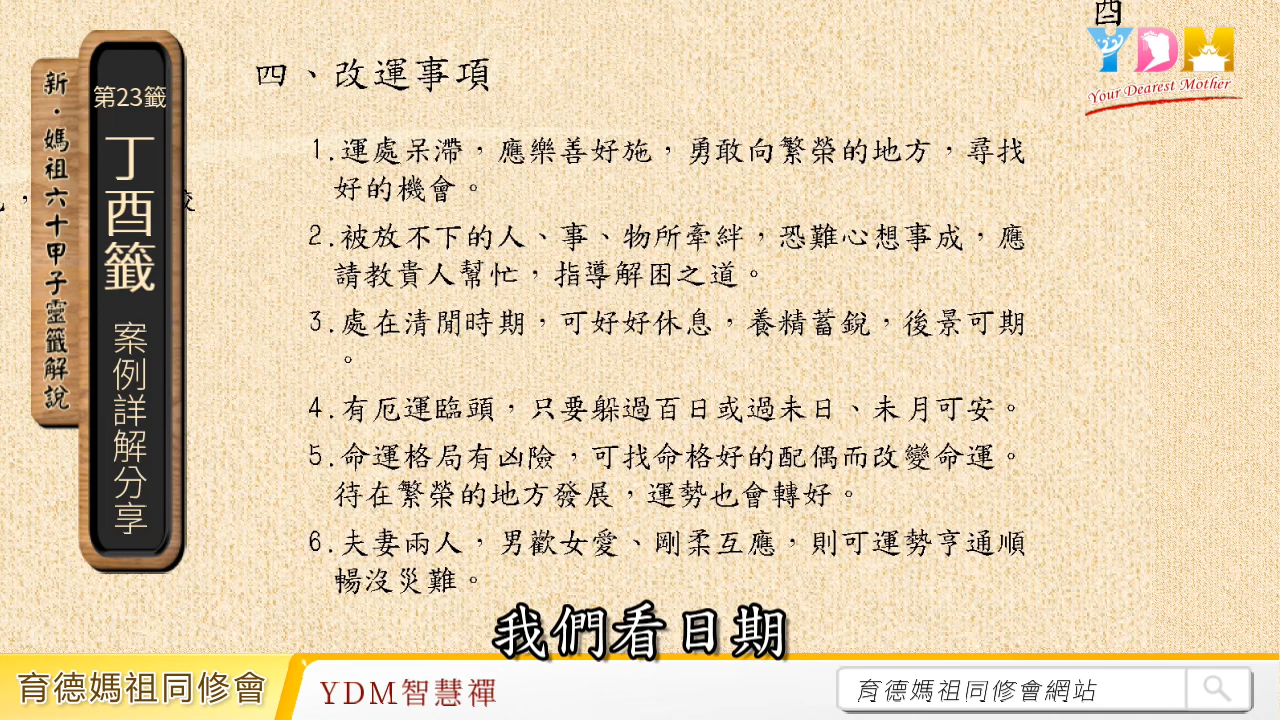 酉
YDM
Your Dearest Mother
新・媽祖六十甲子靈籤解說
第23籤
丁酉籤
案例詳解分享
四、改運事項
1.運處呆滯，應樂善好施，勇敢向繁榮的地方，尋找
好的機會。
2.被放不下的人、事、物所牽絆，恐難心想事成，應
請教貴人幫忙，指導解困之道。
3.處在清閒時期，可好好休息，養精蓄銳，後景可期
。
4.有厄運臨頭，只要躲過百日或過未日、未月可安。
5.命運格局有凶險，可找命格好的配偶而改變命運。
待在繁榮的地方發展，運勢也會轉好。
6.夫妻兩人，男歡女愛、剛柔互應，則可運勢亨通順
暢沒災難。
我們看日期
育德媽祖同修會
YDM智慧禪
育德媽祖同修會網站